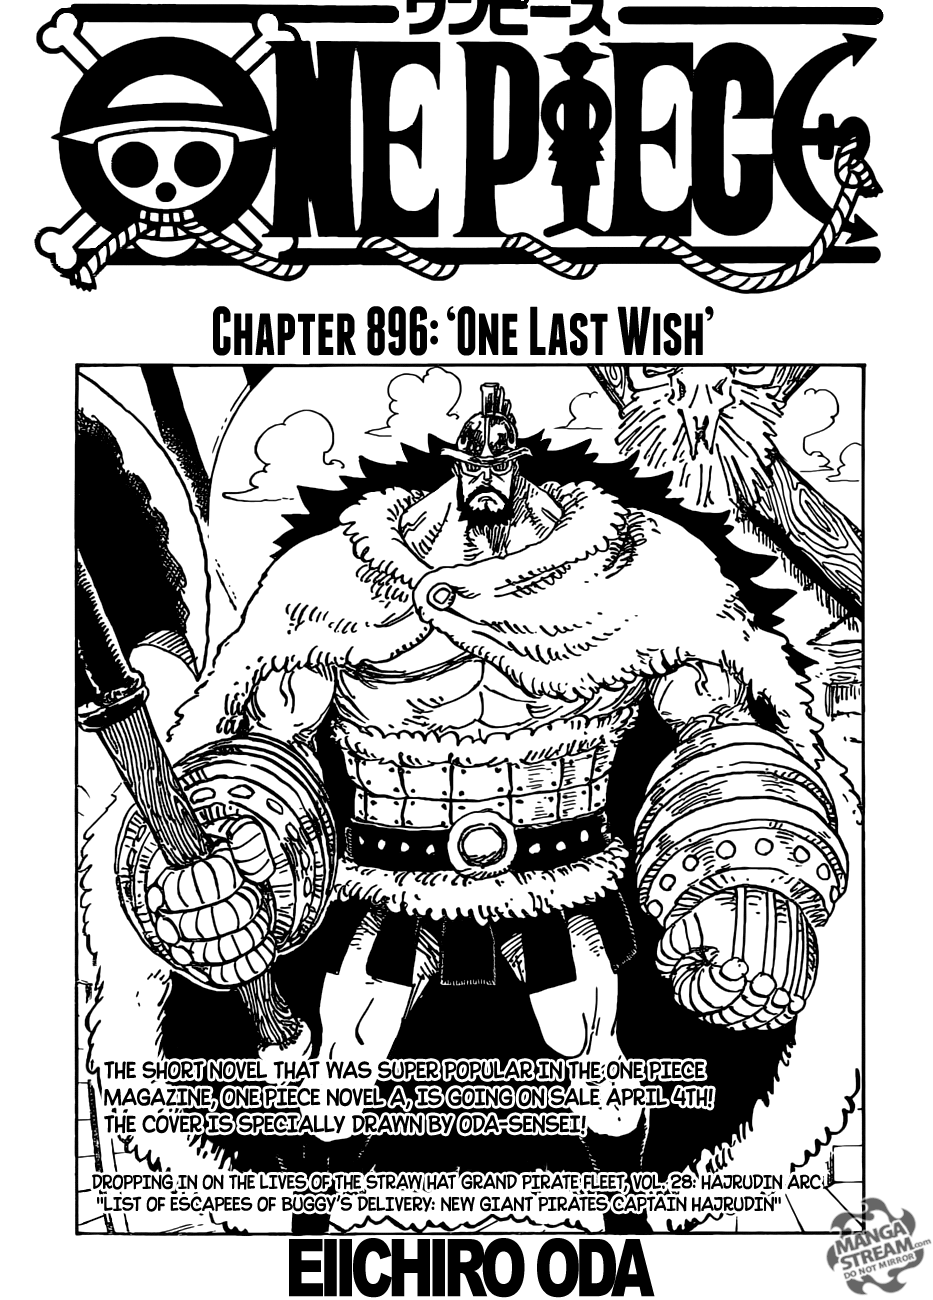 ワンピース
ONE PIECE
CHAPTER 896: ‘ONE LAST WISH’
THE SHORT NOVEL THAT WAS SUPER POPULAR IN THE ONE PIECE
MAGAZINE, ONE PIECE NOVEL A, IS GOING ON SALE APRIL 4TH!
THE COVER IS SPECIALLY DRAWN BY ODA-SENSEI!
DROPPING IN ON THE LIVES OF THE STRAW HAT GRAND PIRATE FLEET, VOL. 28: HAJRUDIN ARC
"LIST OF ESCAPEES OF BUGGY'S DELIVERY: NEW GIANT PIRATES CAPTAIN HAJRUDIN"
EIICHIRO ODA
MANGA
STREAM.com
DO NOT MIRROR